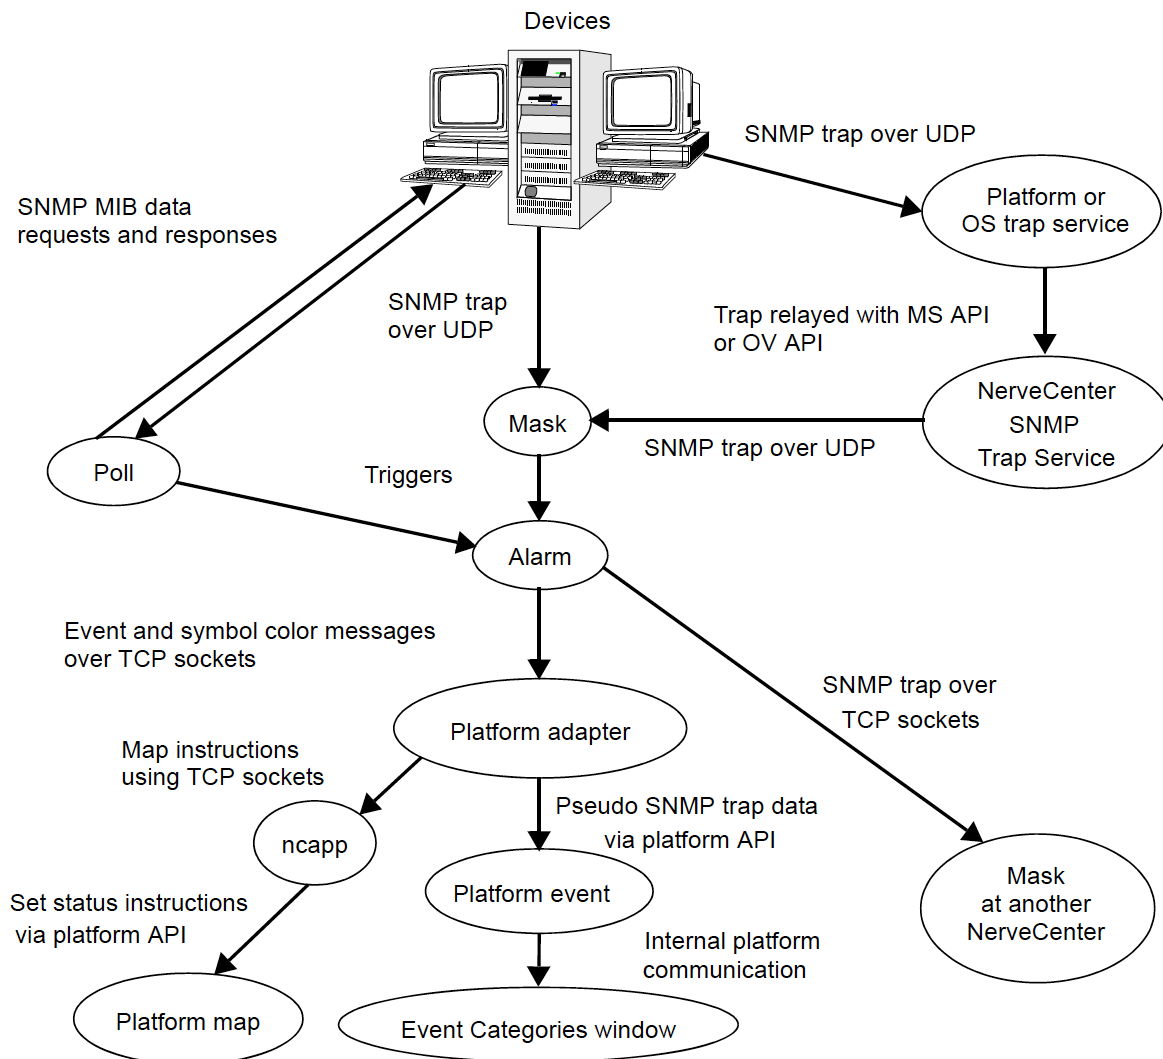 Devices
SNMP trap over UDP
Platform or
OS trap service
SNMP MIB data
requests and responses
SNMP trap
over UDP
Trap relayed with MS API
or OV API
NerveCenter
SNMP
Trap Service
Mask
SNMP trap over UDP
Poll
Triggers
Alarm
Event and symbol color messages
over TCP sockets
SNMP trap over
TCP sockets
Platform adapter
Map instructions
using TCP sockets
Pseudo SNMP trap data
via platform API
ncapp
Platform event
Mask
at another
NerveCenter
Set status instructions
via platform API
Internal platform
communication
Platform map
Event Categories window